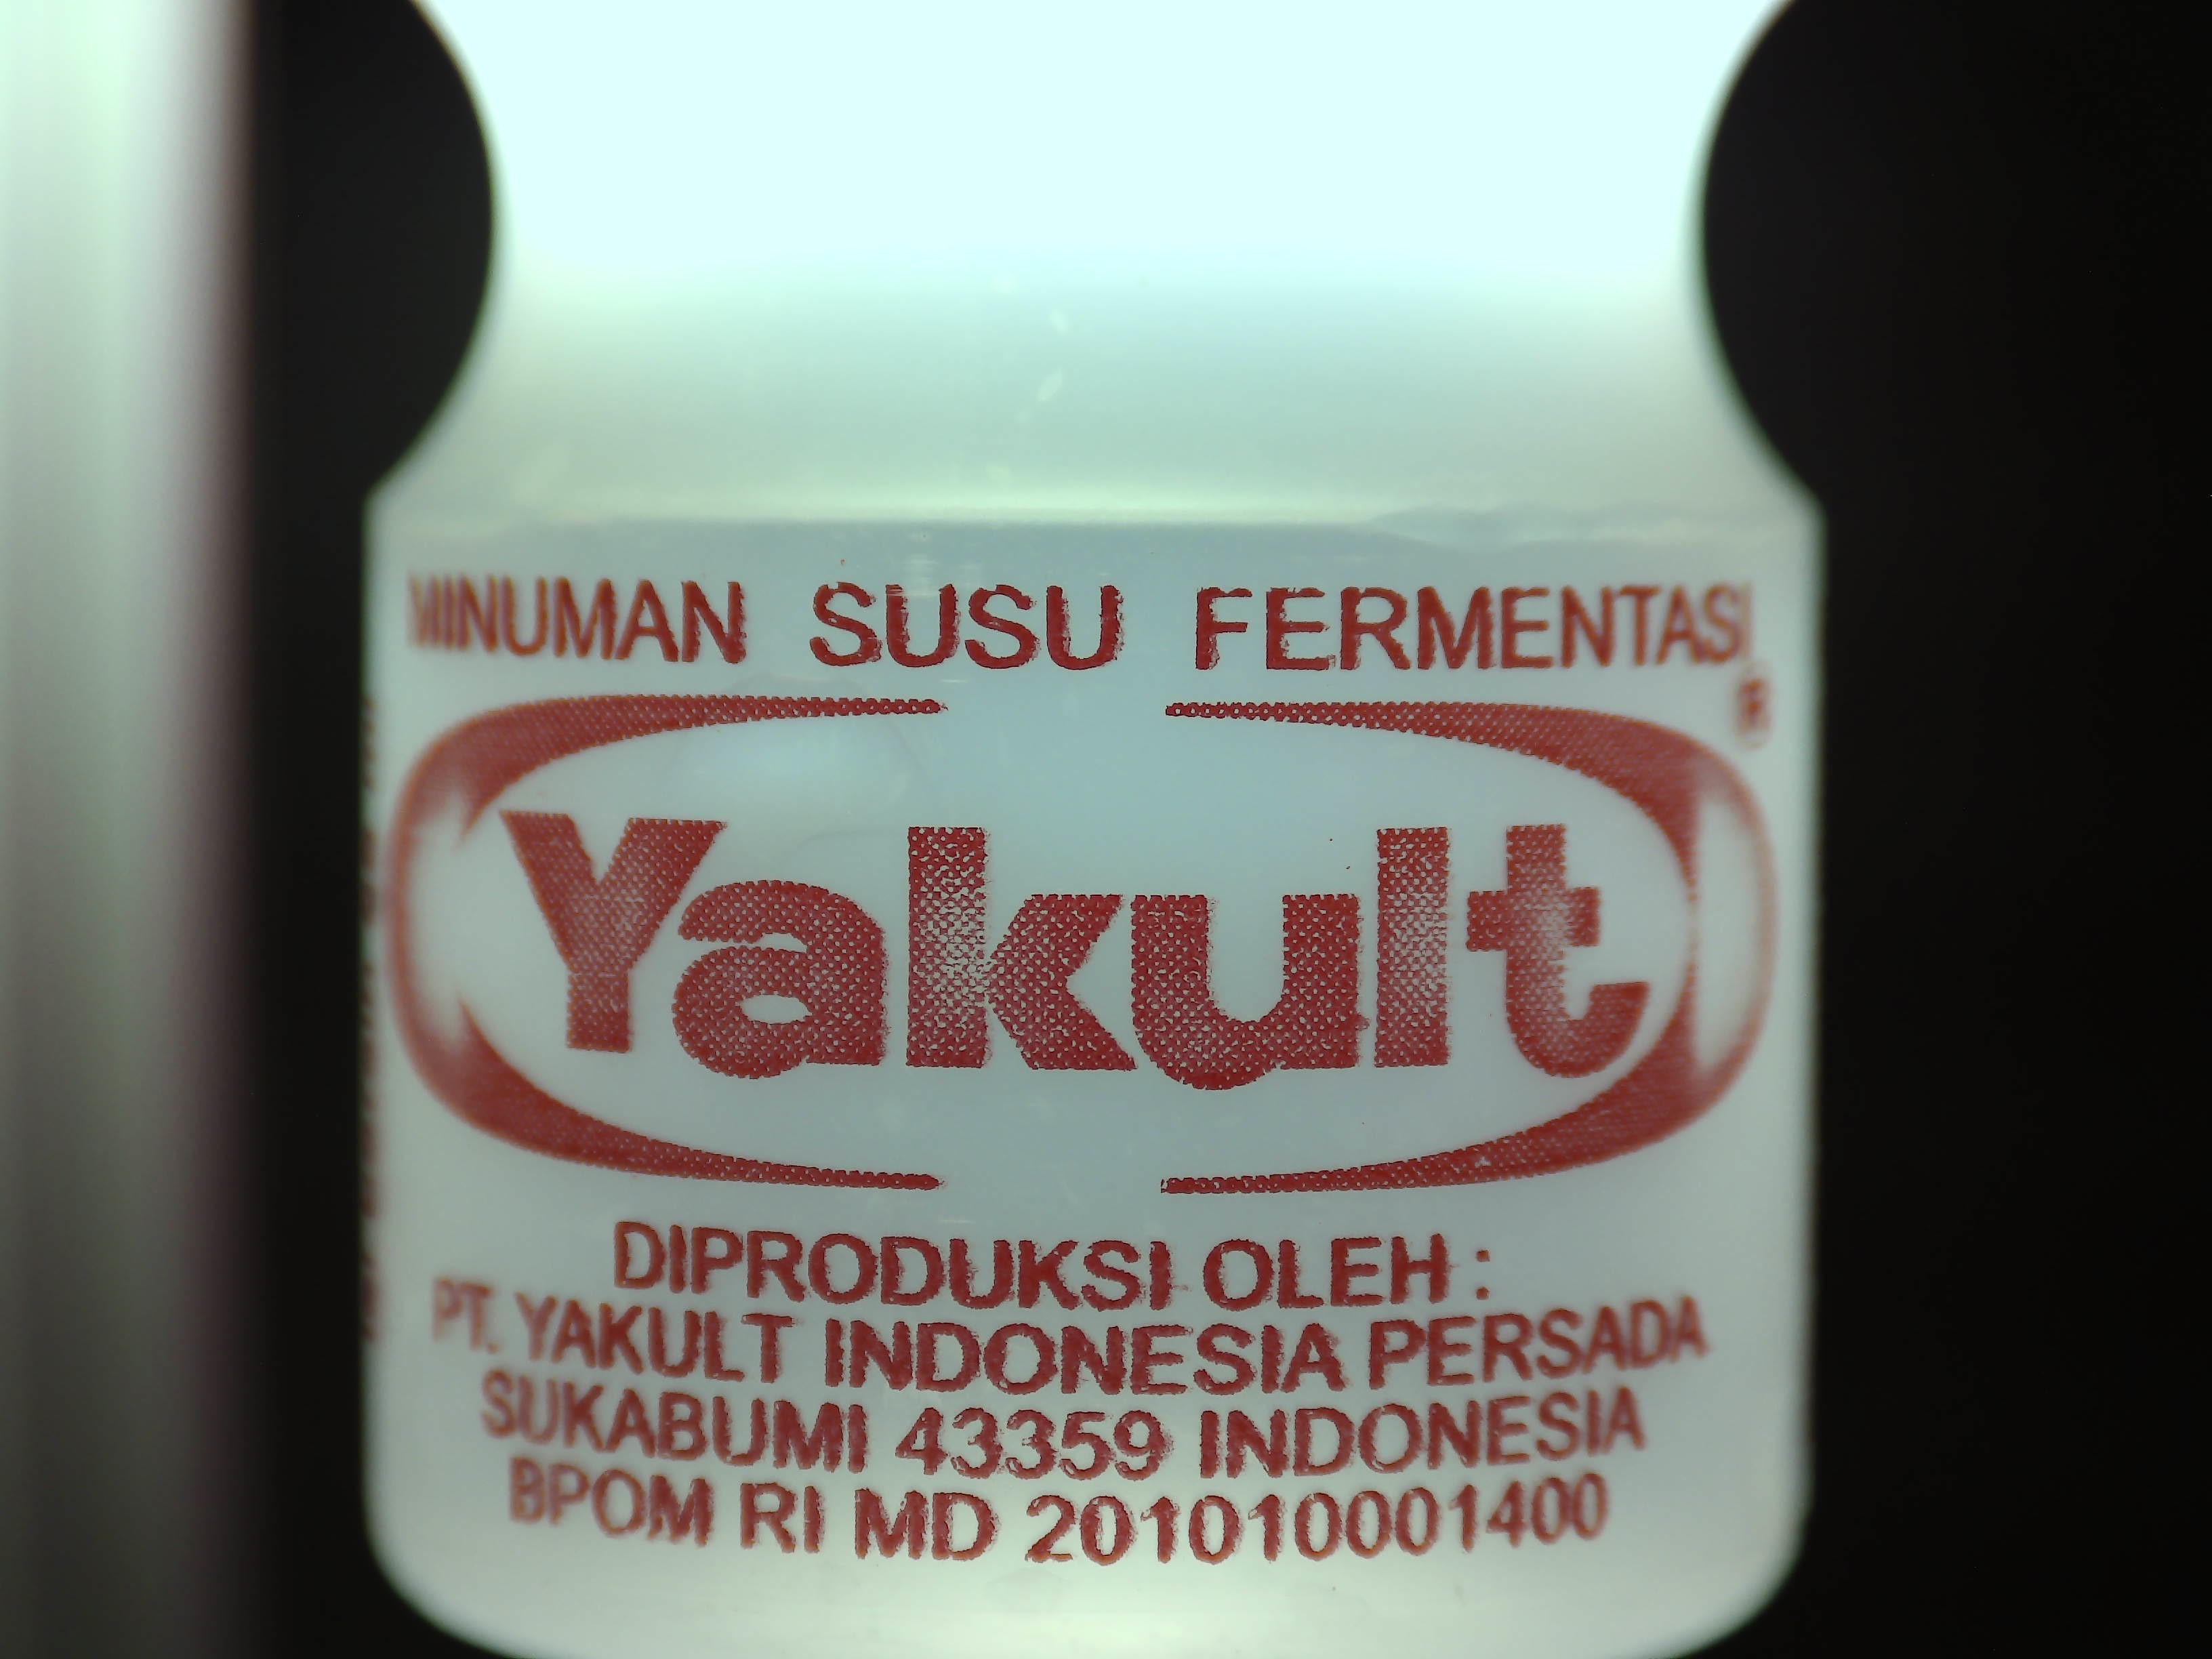 MINUMAN SUSU FERMENTASI
®
Yakult
DIPRODUKSI OLEH :
PT. YAKULT INDONESIA PERSADA
SUKABUMI 43359 INDONESIA
BPOM RI MD 201010001400